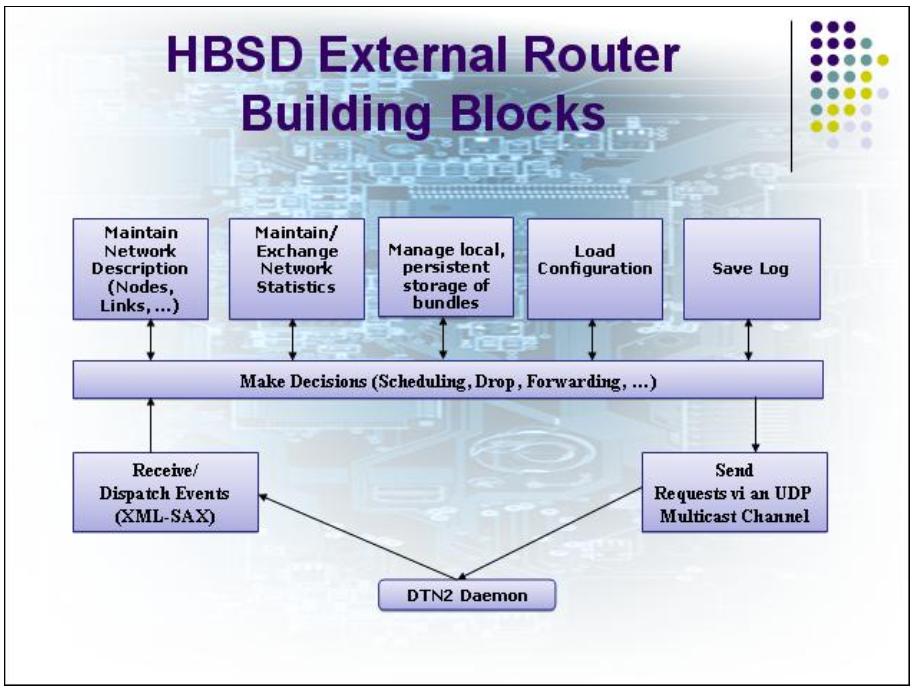 HBSD External Router
Building Blocks
Maintain
Network
Description
(Nodes,
Links, ...)
Maintain/
Exchange
Network
Statistics
Manage local,
persistent
storage of
bundles
Load
Configuration
Save Log
Make Decisions (Scheduling, Drop, Forwarding, ...)
Receive/
Dispatch Events
(XML-SAX)
Send
Requests vi an UDP
Multicast Channel
DTN2 Daemon